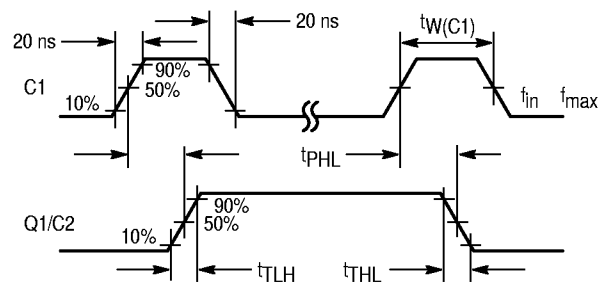 20 ns
20 ns
tW(C1)
C1
90%
50%
10%
fin
fmax
tPHL
Q1/C2
90%
50%
10%
tTLH
tTHL